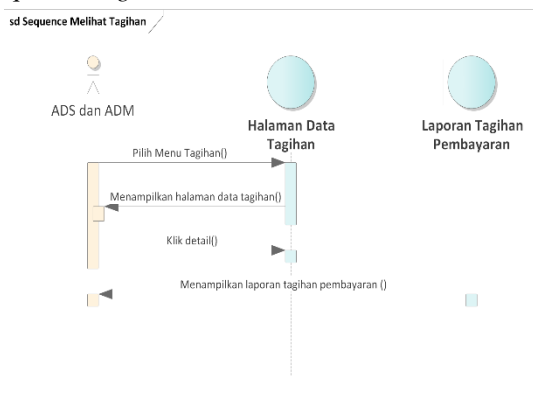 sd Sequence Melihat Tagihan
ADS dan ADM
Halaman Data
Tagihan
Laporan Tagihan
Pembayaran
Pilih Menu Tagihan()
Menampilkan halaman data tagihan()
Klik detail()
Menampilkan laporan tagihan pembayaran ()